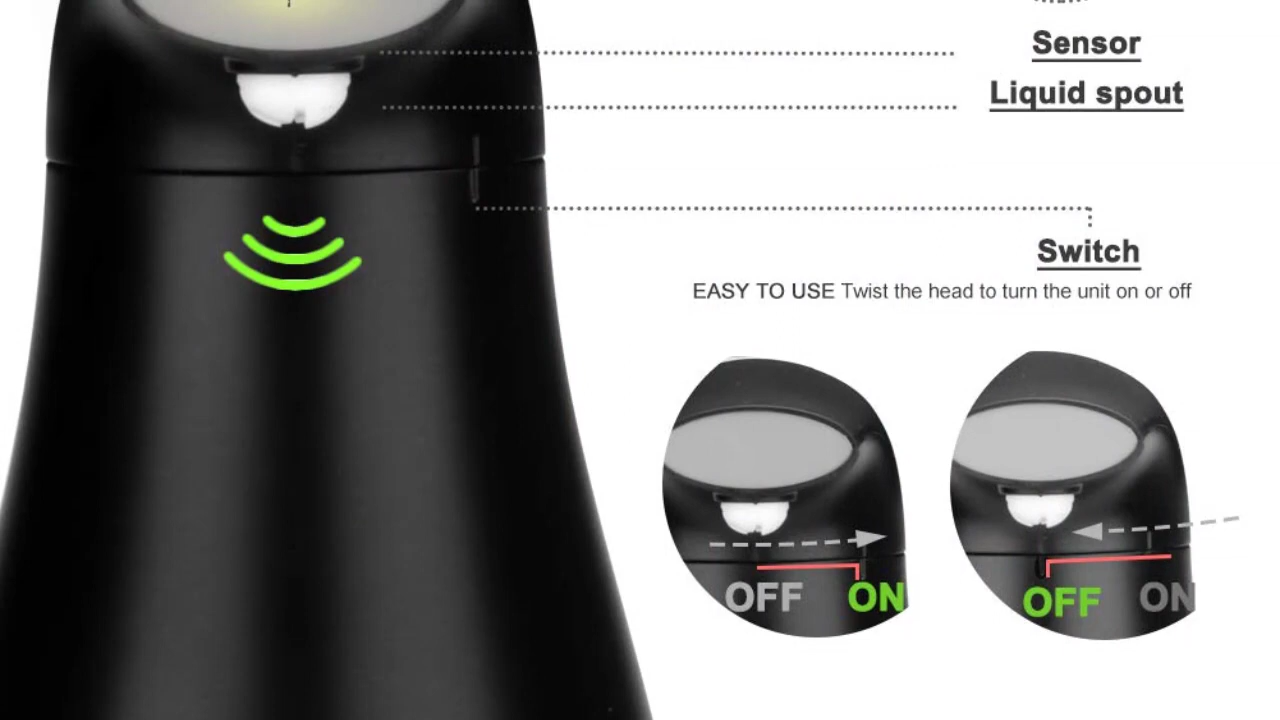 Sensor
Liquid spout
Switch
EASY TO USE Twist the head to turn the unit on or off
OFF ON
OFF ON